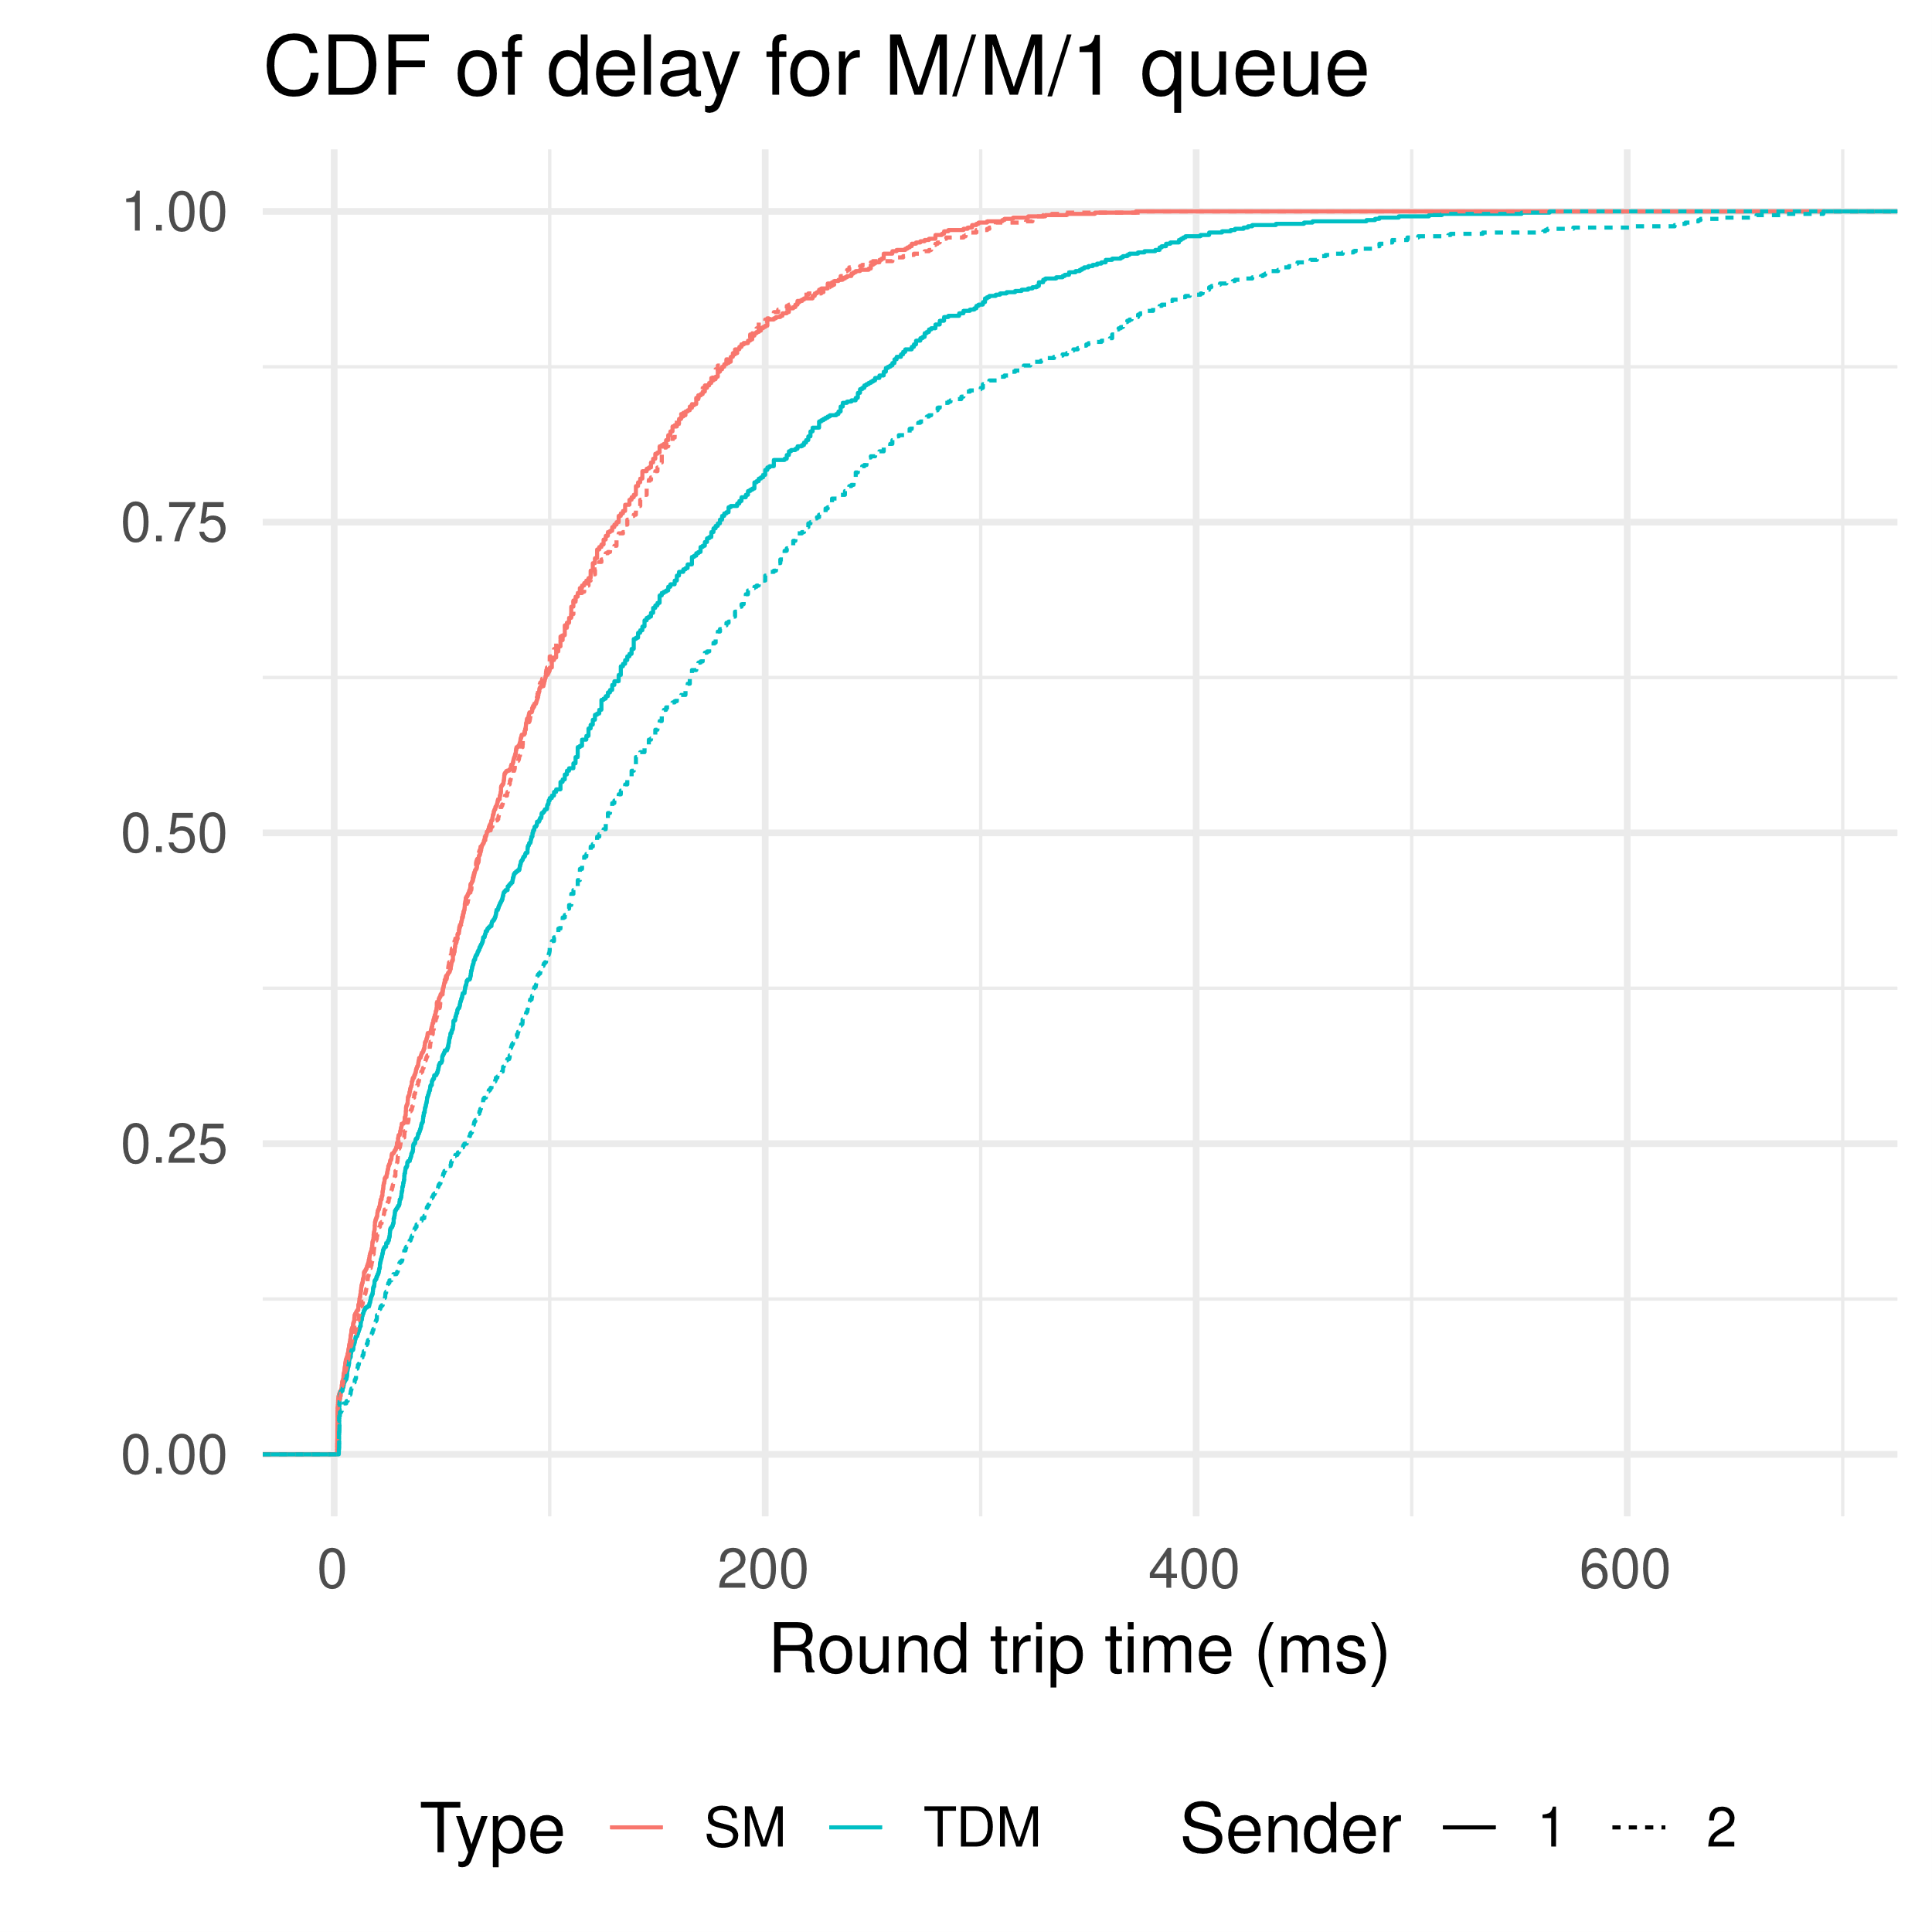 CDF of delay for M/M/1 queue
1.00
0.75
0.50
0.25
0.00
0 200 400 600
Round trip time (ms)
Type SM TDM Sender 1 2